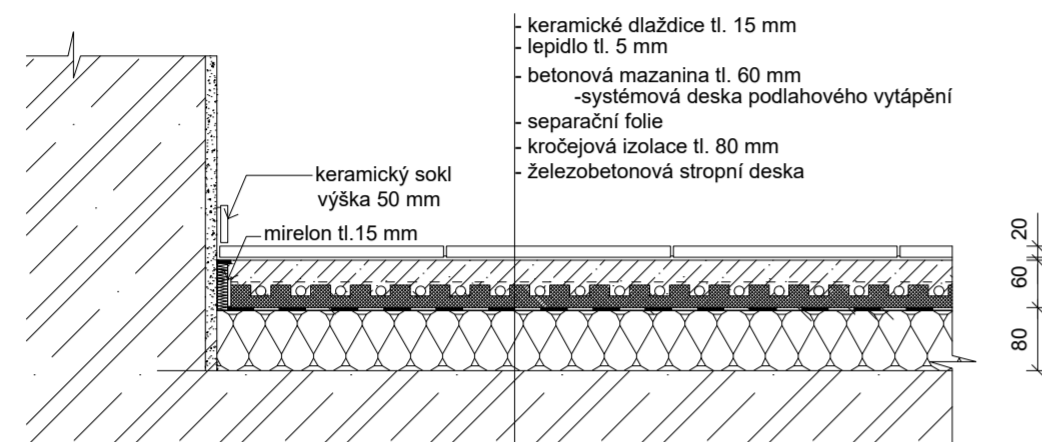 - keramické dlaždice tl. 15 mm
- lepidlo tl. 5 mm
- betonová mazanina tl. 60 mm
-systémová deska podlahového vytápění
- separační folie
- kročejová izolace tl. 80 mm
- železobetonová stropní deska
keramický sokl
výška 50 mm
mirelon tl.15 mm
20
60
80